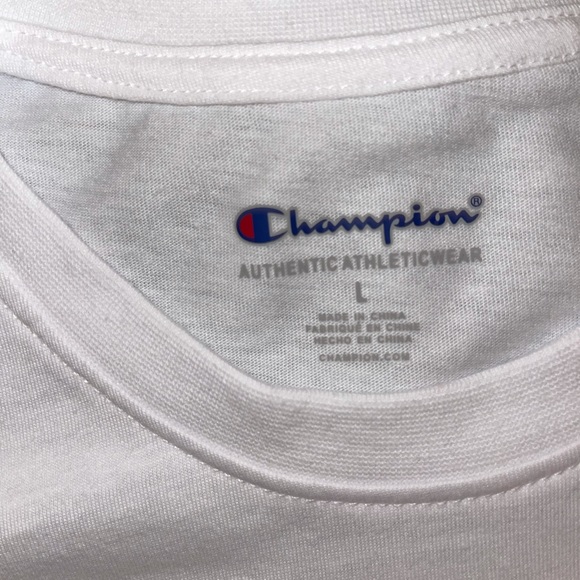 Champion®
AUTHENTIC ATHLETICWEAR
L
MADE IN CHINA
FABRIQUÉ EN CHINE
HECHO EN CHINA
CHAMPION.COM